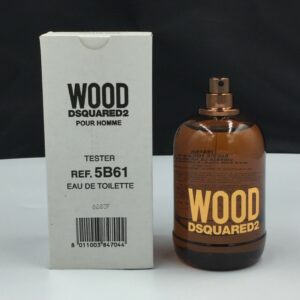 WOOD
DSQUARED2
POUR HOMME
TESTER
REF. 5B61
EAU DE TOILETTE
8 011003 847044
WOOD
DSQUARED2